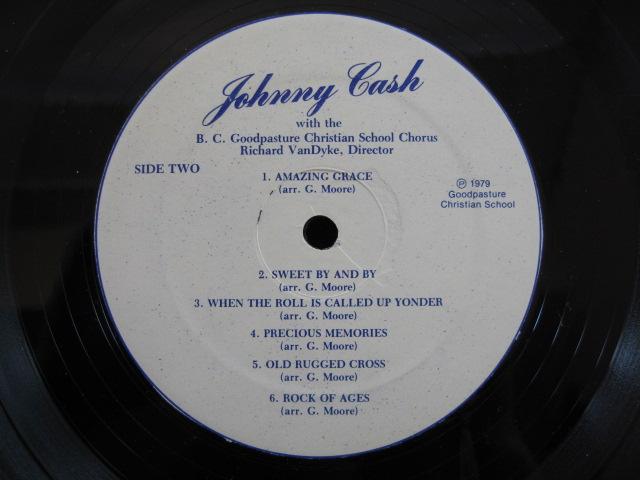 Johnny Cash
with the
B. C. Goodpasture Christian School Chorus
Richard VanDyke, Director
SIDE TWO
1. AMAZING GRACE
(arr. G. Moore)
℗ 1979
Goodpasture
Christian School
2. SWEET BY AND BY
(arr. G. Moore)
3. WHEN THE ROLL IS CALLED UP YONDER
(arr. G. Moore)
4. PRECIOUS MEMORIES
(arr. G. Moore)
5. OLD RUGGED CROSS
(arr. G. Moore)
6. ROCK OF AGES
(arr. G. Moore)